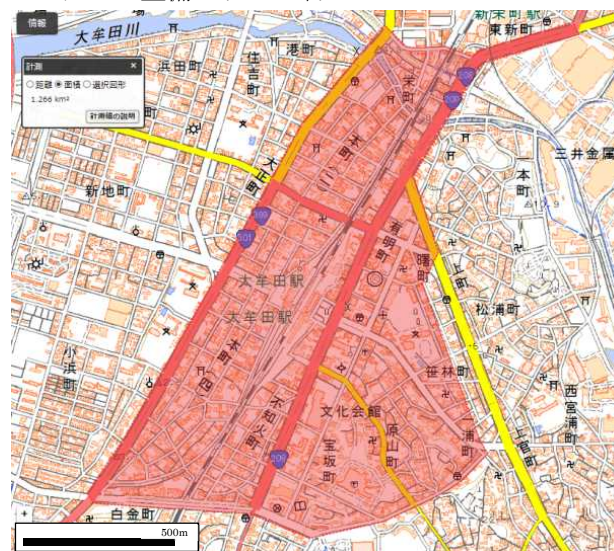 情報
大牟田川
浜田町
住吉町
港町
栄町
新栄町駅
東新町
計測
×
距離 面積 選択図形
1.266 km²
計測値の説明
三井金属
本町
新地町
大正町
本町(二)
208
389
501
有明町
曙町
上町
松浦町
大牟田駅
大牟田駅
小浜町
本町(四)
不知火町
笹林町
西宮浦町
文化会館
宝坂町
原山町
一浦町
上官町
208
白金町
+
500m